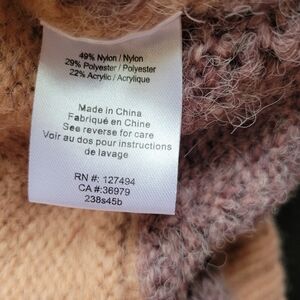 49% Nylon / Nylon
29% Polyester / Polyester
22% Acrylic / Acrylique
Made in China
Fabriqué en Chine
See reverse for care
Voir au dos pour instructions
de lavage
RN #: 127494
CA #:36979
238s45b